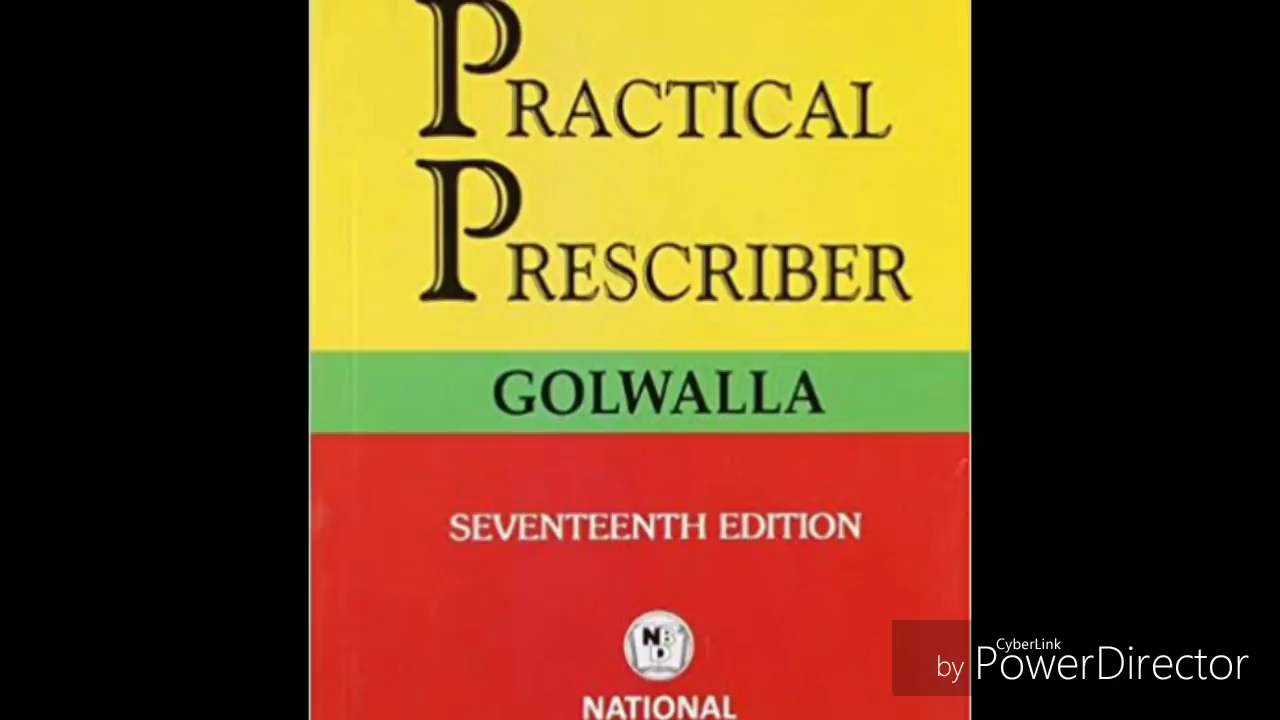 PRACTICAL
PRESCRIBER
GOLWALLA
SEVENTEENTH EDITION
NBD
NATIONAL
CyberLink
by PowerDirector